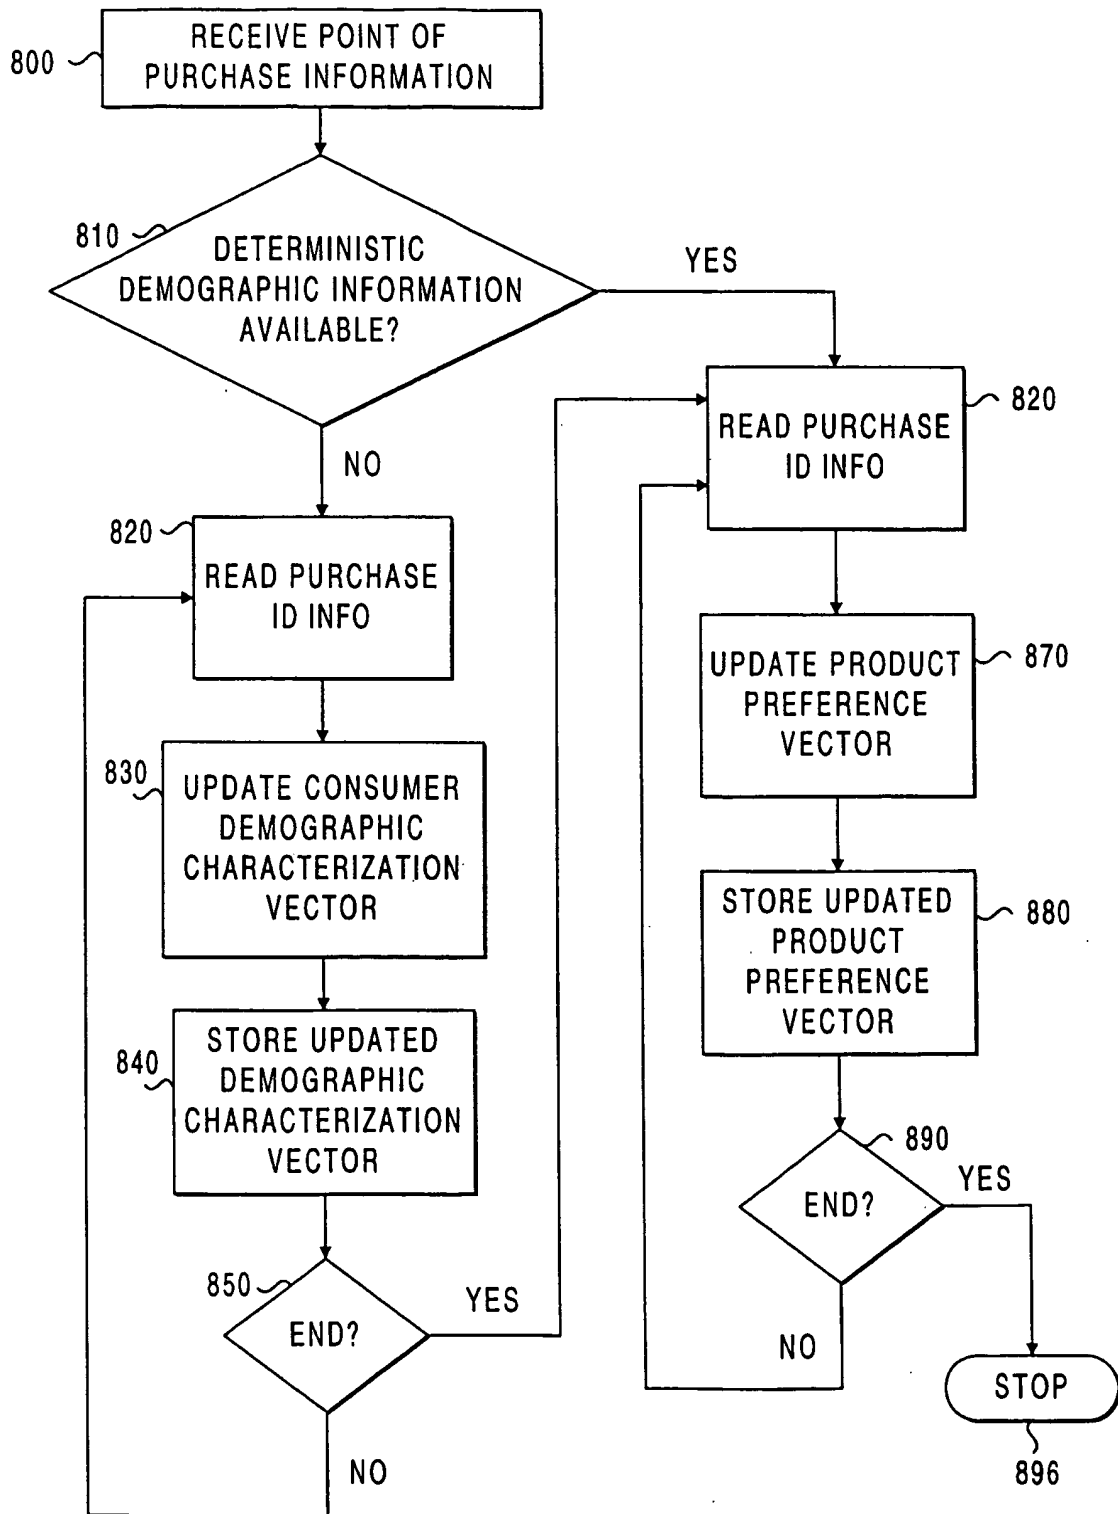 800
RECEIVE POINT OF
PURCHASE INFORMATION
810
DETERMINISTIC
DEMOGRAPHIC INFORMATION
AVAILABLE?
YES
NO
820
READ PURCHASE
ID INFO
830
UPDATE CONSUMER
DEMOGRAPHIC
CHARACTERIZATION
VECTOR
840
STORE UPDATED
DEMOGRAPHIC
CHARACTERIZATION
VECTOR
850
END?
YES
NO
820
READ PURCHASE
ID INFO
870
UPDATE PRODUCT
PREFERENCE
VECTOR
880
STORE UPDATED
PRODUCT
PREFERENCE
VECTOR
890
END?
YES
NO
STOP
896